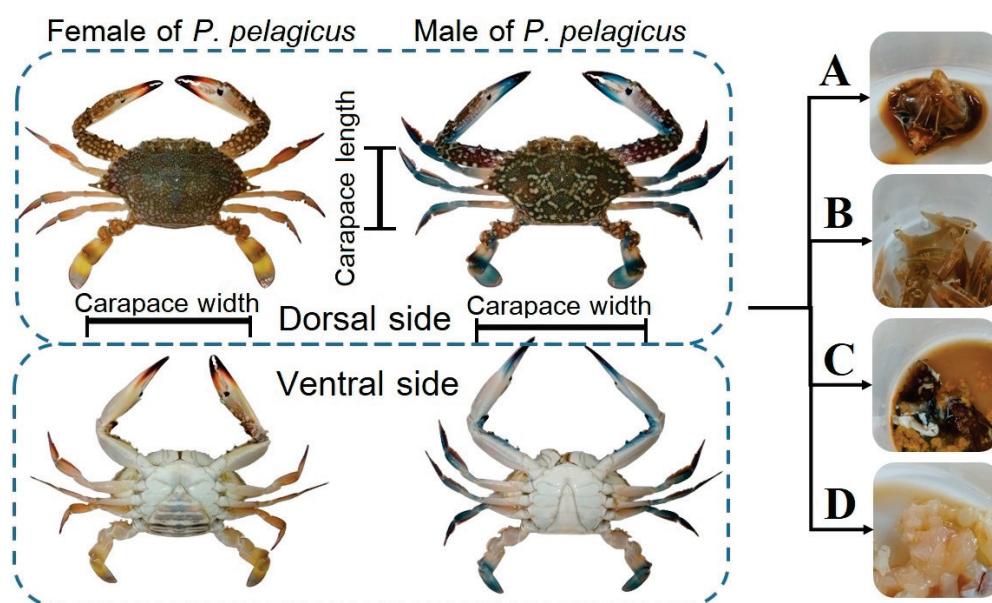 Female of P. pelagicus
Male of P. pelagicus
Carapace length
Carapace width
Dorsal side
Carapace width
Ventral side
A
B
C
D